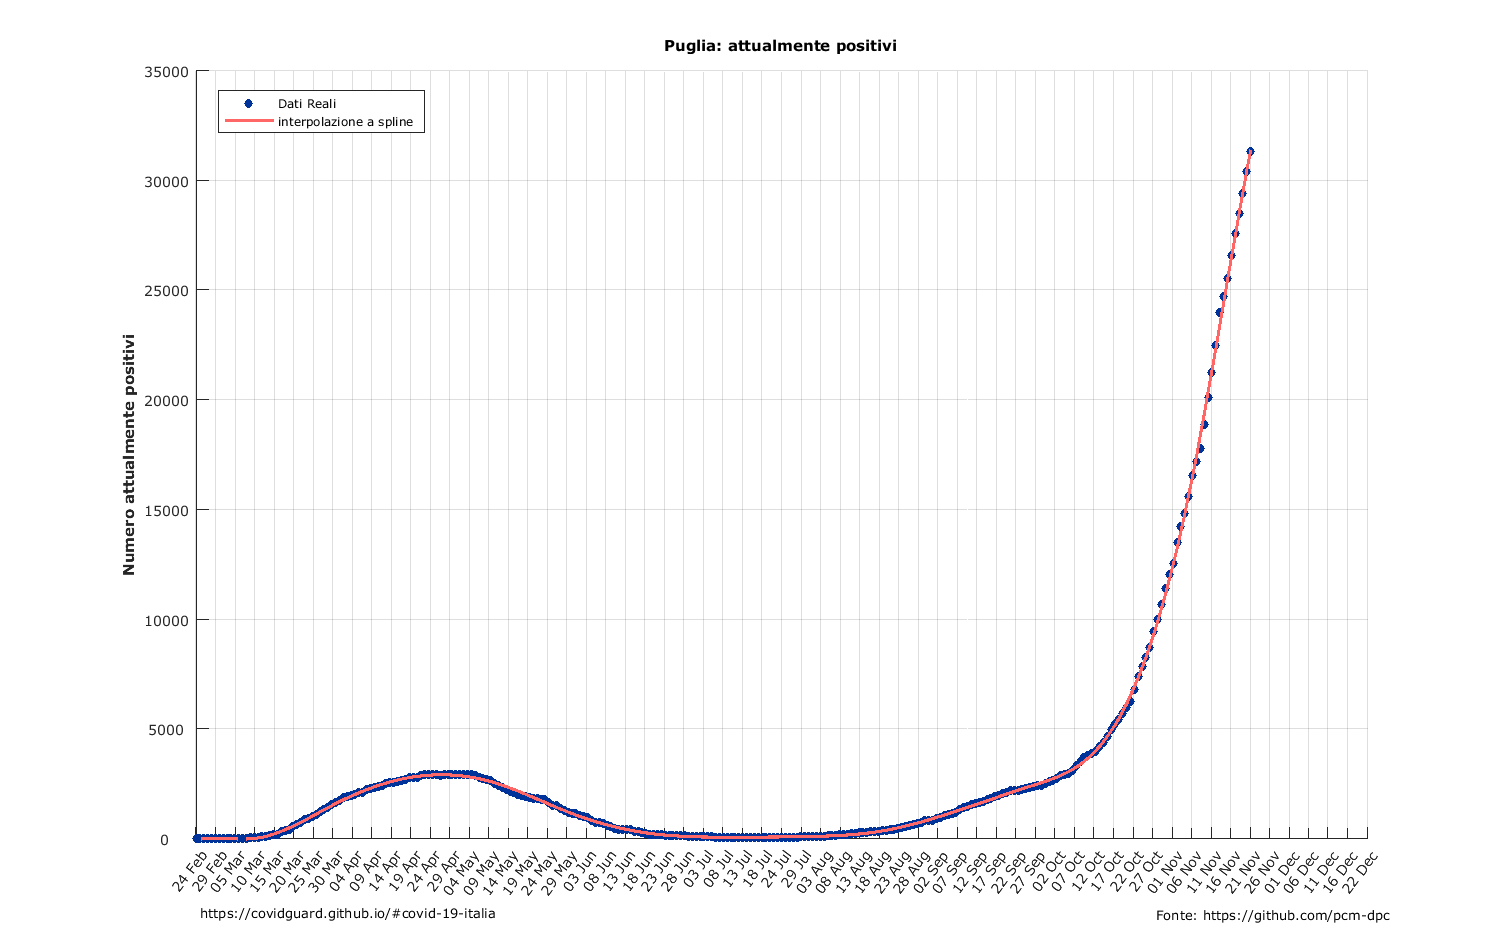 Puglia: attualmente positivi
35000
Dati Reali
interpolazione a spline
30000
25000
20000
15000
10000
5000
0
Numero attualmente positivi
24 Feb
29 Feb
05 Mar
10 Mar
15 Mar
20 Mar
25 Mar
30 Mar
04 Apr
09 Apr
14 Apr
19 Apr
24 Apr
29 Apr
04 May
09 May
14 May
19 May
24 May
29 May
03 Jun
08 Jun
13 Jun
18 Jun
23 Jun
28 Jun
03 Jul
08 Jul
13 Jul
18 Jul
24 Jul
29 Jul
03 Aug
08 Aug
13 Aug
18 Aug
23 Aug
28 Aug
02 Sep
07 Sep
12 Sep
17 Sep
22 Sep
27 Sep
02 Oct
07 Oct
12 Oct
17 Oct
22 Oct
27 Oct
01 Nov
06 Nov
11 Nov
16 Nov
21 Nov
26 Nov
01 Dec
06 Dec
11 Dec
16 Dec
22 Dec
https://covidguard.github.io/#covid-19-italia
Fonte: https://github.com/pcm-dpc